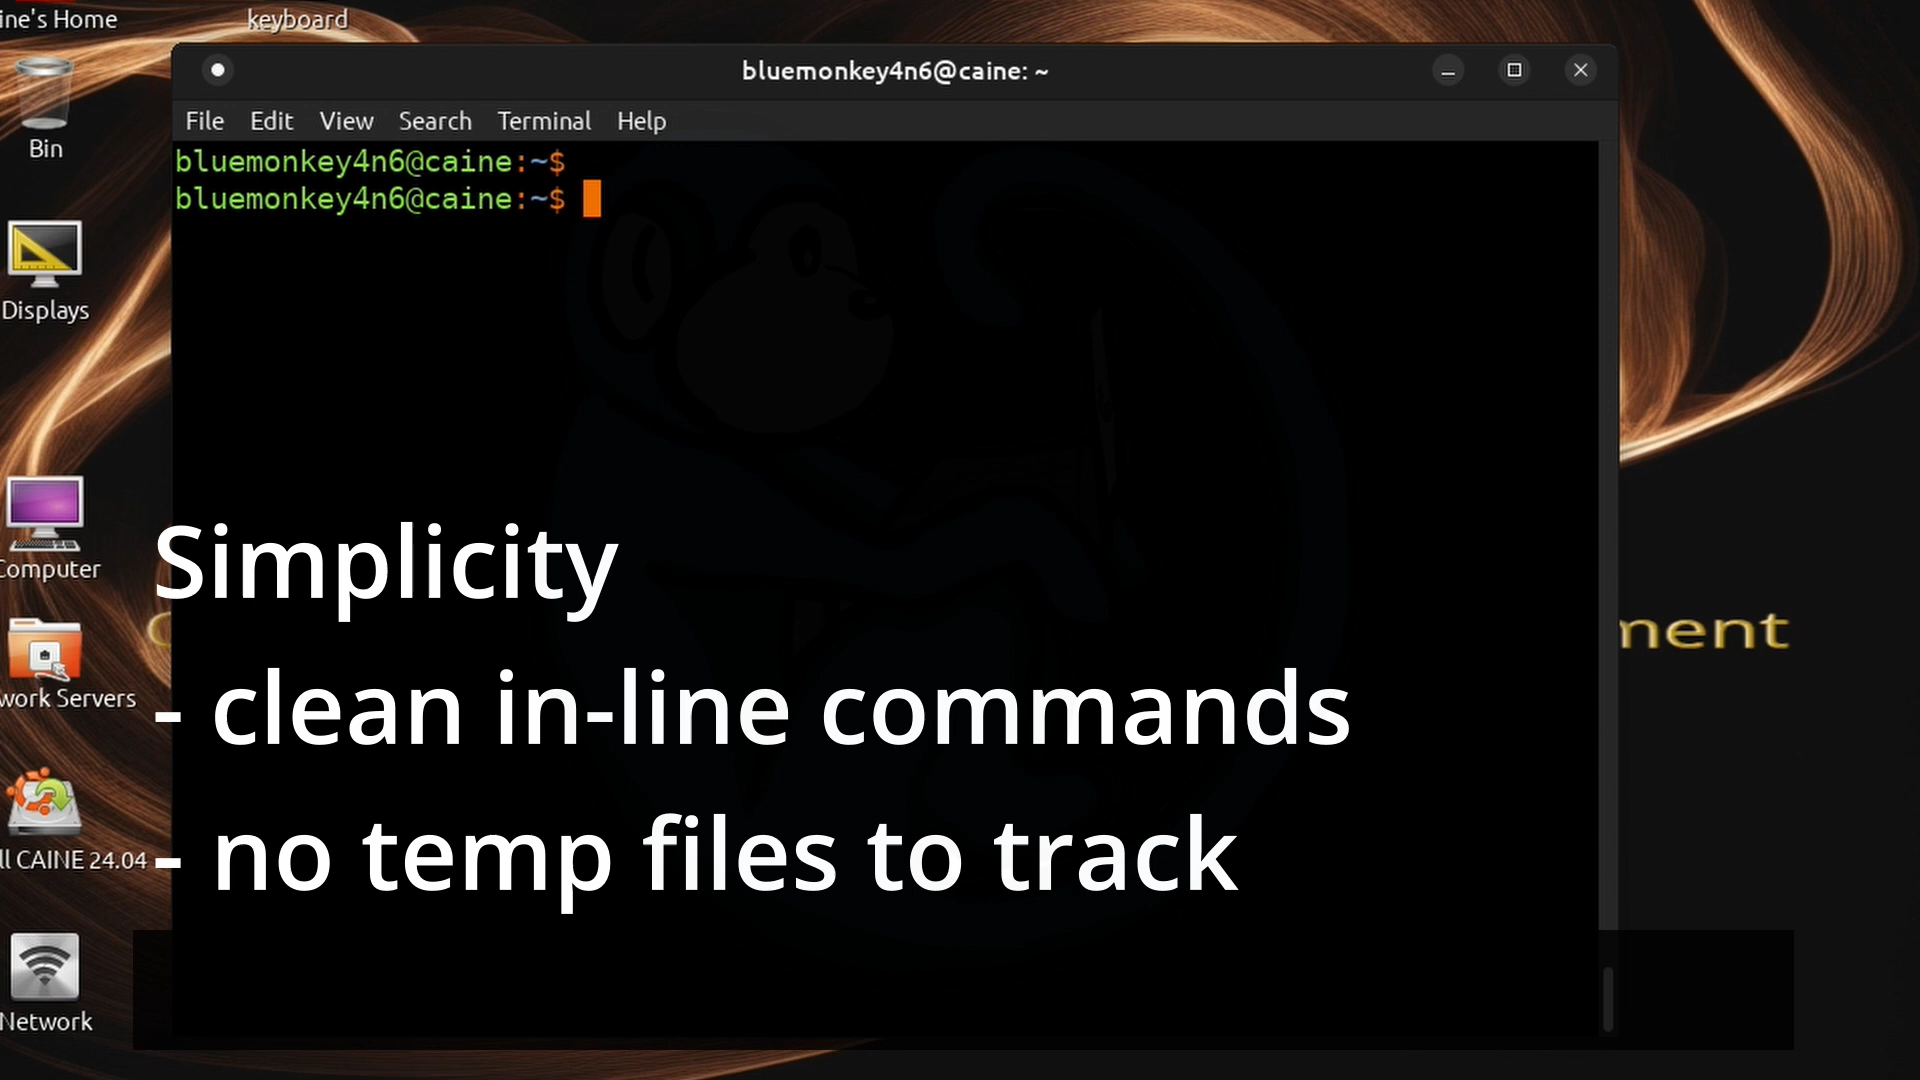 ine's Home
keyboard
bluemonkey4n6@caine: ~
File Edit View Search Terminal Help
bluemonkey4n6@caine:~$
bluemonkey4n6@caine:~$
Bin
Displays
Computer
work Servers
ll CAINE 24.04
Network
Simplicity
- clean in-line commands
- no temp files to track
ment